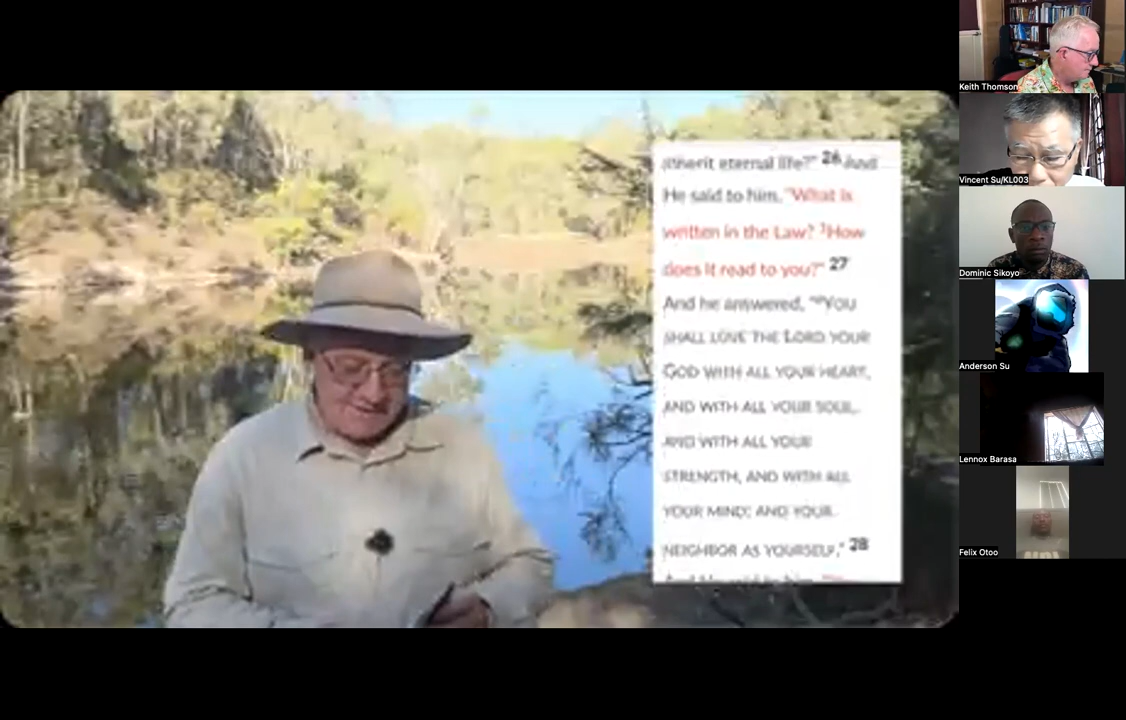 inherit eternal life?" 26 And
He said to him, "What is
written in the Law? How
does it read to you?" 27
And he answered, "YOU
SHALL LOVE THE LORD YOUR
GOD WITH ALL YOUR HEART,
AND WITH ALL YOUR SOUL,
AND WITH ALL YOUR
STRENGTH, AND WITH ALL
YOUR MIND; AND YOUR
NEIGHBOR AS YOURSELF." 28
Keith Thomson
Vincent Su/KL003
Dominic Sikoyo
Anderson Su
Lennox Barasa
Felix Otoo